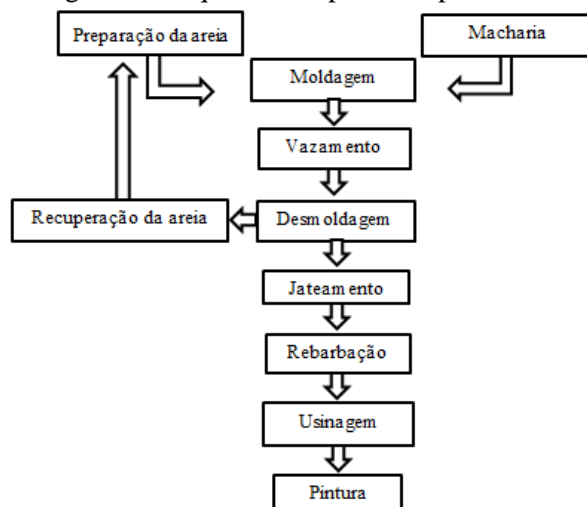 Preparação da areia
Macharia
Moldagem
Vazamento
Recuperação da areia
Desmoldagem
Jateamento
Rebarbação
Usinagem
Pintura